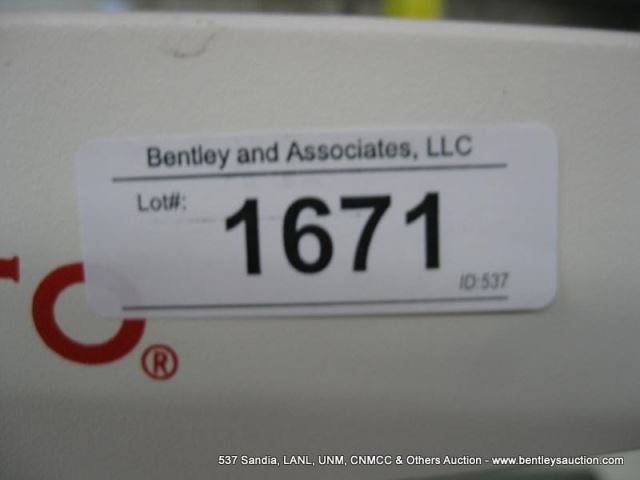 Bentley and Associates, LLC
Lot#:
1671
ID:537
®
537 Sandia, LANL, UNM, CNMCC & Others Auction - www.bentleysauction.com